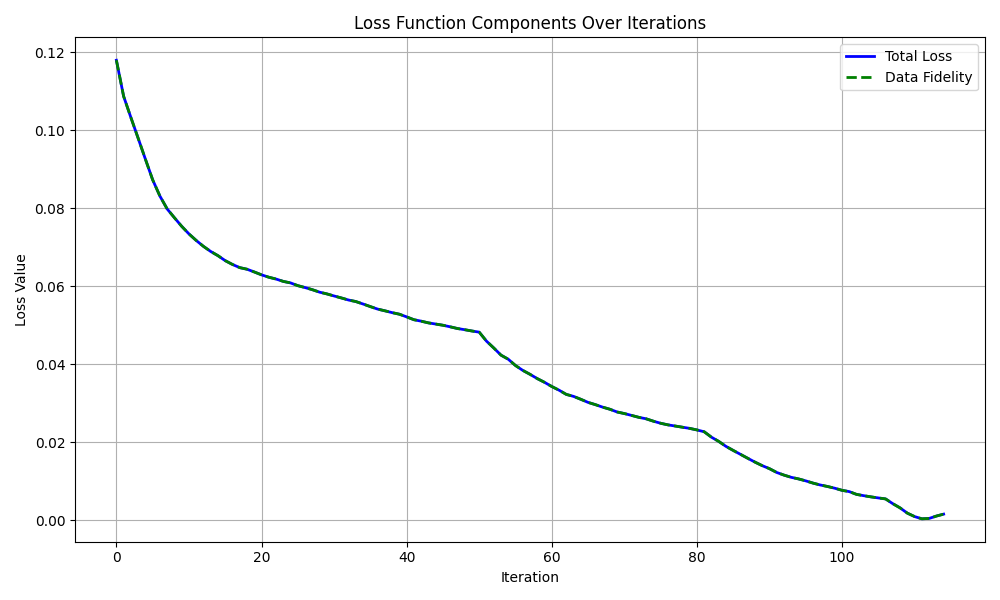 Loss Function Components Over Iterations
Total Loss
Data Fidelity
Loss Value
0.12
0.10
0.08
0.06
0.04
0.02
0.00
0 20 40 60 80 100 120
Iteration